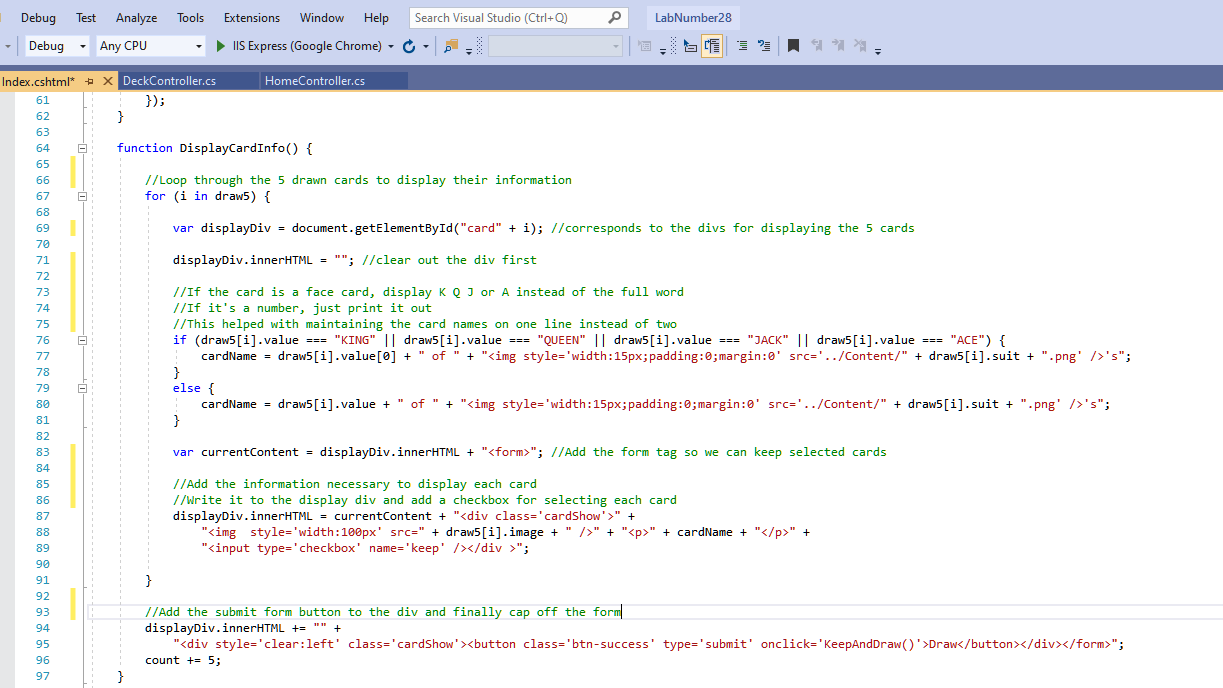 Debug Test Analyze Tools Extensions Window Help Search Visual Studio (Ctrl+Q) LabNumber28
Debug Any CPU IIS Express (Google Chrome)
Index.cshtml* DeckController.cs HomeController.cs
61 });
62 }
63
64 function DisplayCardInfo() {
65
66 //Loop through the 5 drawn cards to display their information
67 for (i in draw5) {
68
69 var displayDiv = document.getElementById("card" + i); //corresponds to the divs for displaying the 5 cards
70
71 displayDiv.innerHTML = ""; //clear out the div first
72
73 //If the card is a face card, display K Q J or A instead of the full word
74 //If it's a number, just print it out
75 //This helped with maintaining the card names on one line instead of two
76 if (draw5[i].value === "KING" || draw5[i].value === "QUEEN" || draw5[i].value === "JACK" || draw5[i].value === "ACE") {
77 cardName = draw5[i].value[0] + " of " + "<img style='width:15px;padding:0;margin:0' src='../Content/" + draw5[i].suit + ".png' />'s";
78 }
79 else {
80 cardName = draw5[i].value + " of " + "<img style='width:15px;padding:0;margin:0' src='../Content/" + draw5[i].suit + ".png' />'s";
81 }
82
83 var currentContent = displayDiv.innerHTML + "<form>"; //Add the form tag so we can keep selected cards
84
85 //Add the information necessary to display each card
86 //Write it to the display div and add a checkbox for selecting each card
87 displayDiv.innerHTML = currentContent + "<div class='cardShow'>" +
88 "<img  style='width:100px' src=" + draw5[i].image + " />" + "<p>" + cardName + "</p>" +
89 "<input type='checkbox' name='keep' /></div >";
90
91 }
92
93 //Add the submit form button to the div and finally cap off the form
94 displayDiv.innerHTML += "" +
95 "<div style='clear:left' class='cardShow'><button class='btn-success' type='submit' onclick='KeepAndDraw()'>Draw</button></div></form>";
96 count += 5;
97 }